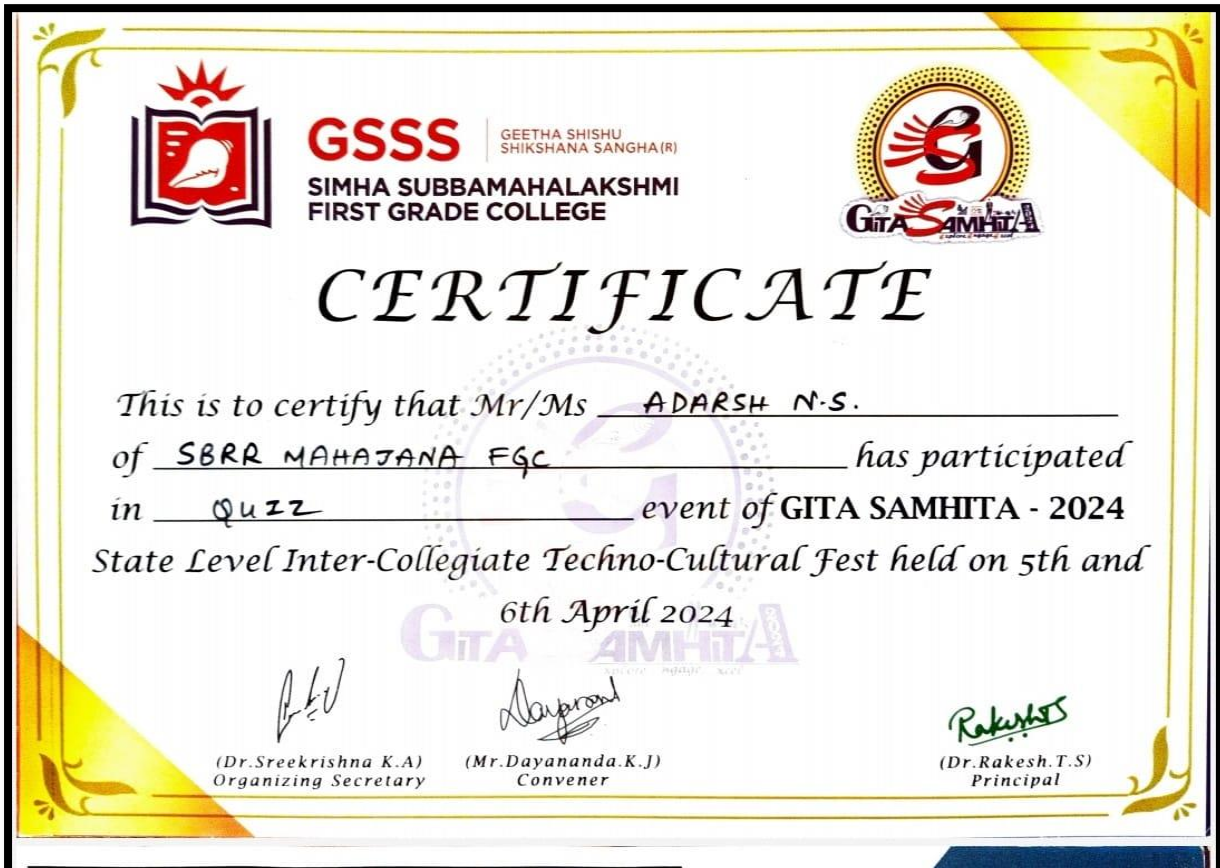 GSSS
GEETHA SHISHU
SHIKSHANA SANGHA(R)
SIMHA SUBBAMAHALAKSHMI
FIRST GRADE COLLEGE
GITA SAMHITA
CERTIFICATE
This is to certify that Mr/Ms ADARSH N.S.
of SBRR MAHAJANA FGC has participated
in QUIZ event of GITA SAMHITA - 2024
State Level Inter-Collegiate Techno-Cultural Fest held on 5th and
6th April 2024
GITA SAMHITA
Rakesh TS
(Dr.Sreekrishna K.A) (Mr.Dayananda.K.J) (Dr.Rakesh.T.S)
Organizing Secretary Convener Principal